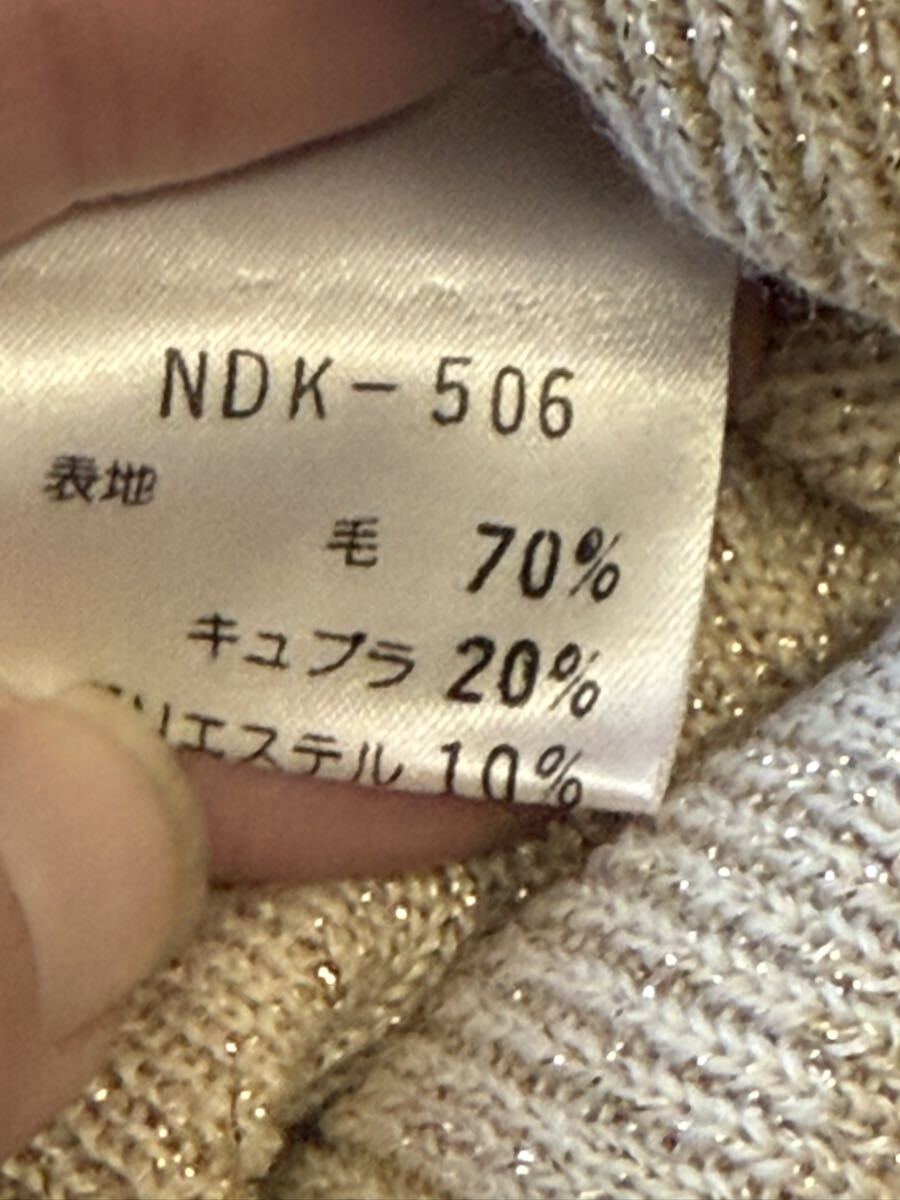 NDK-506
表地
毛 70%
キュプラ 20%
リエステル 10%